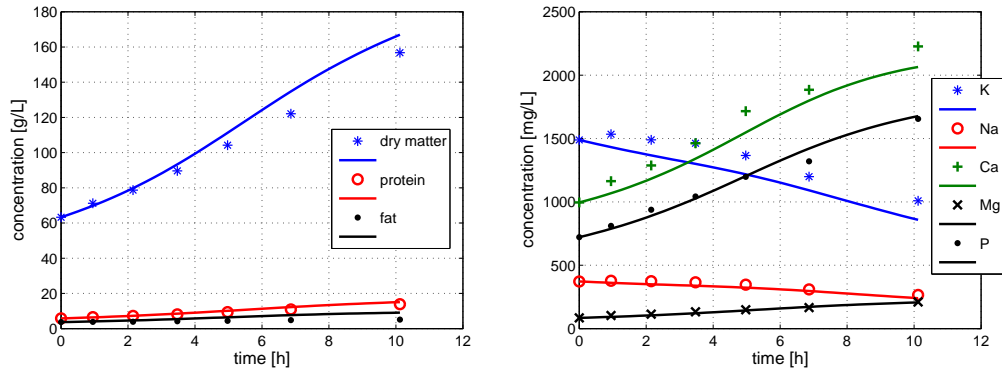 180
160
140
120
100
80
60
40
20
0
0 2 4 6 8 10 12
time [h]
concentration [g/L]
dry matter
protein
fat
2500
2000
1500
1000
500
0
0 2 4 6 8 10 12
time [h]
concentration [mg/L]
K
Na
Ca
Mg
P